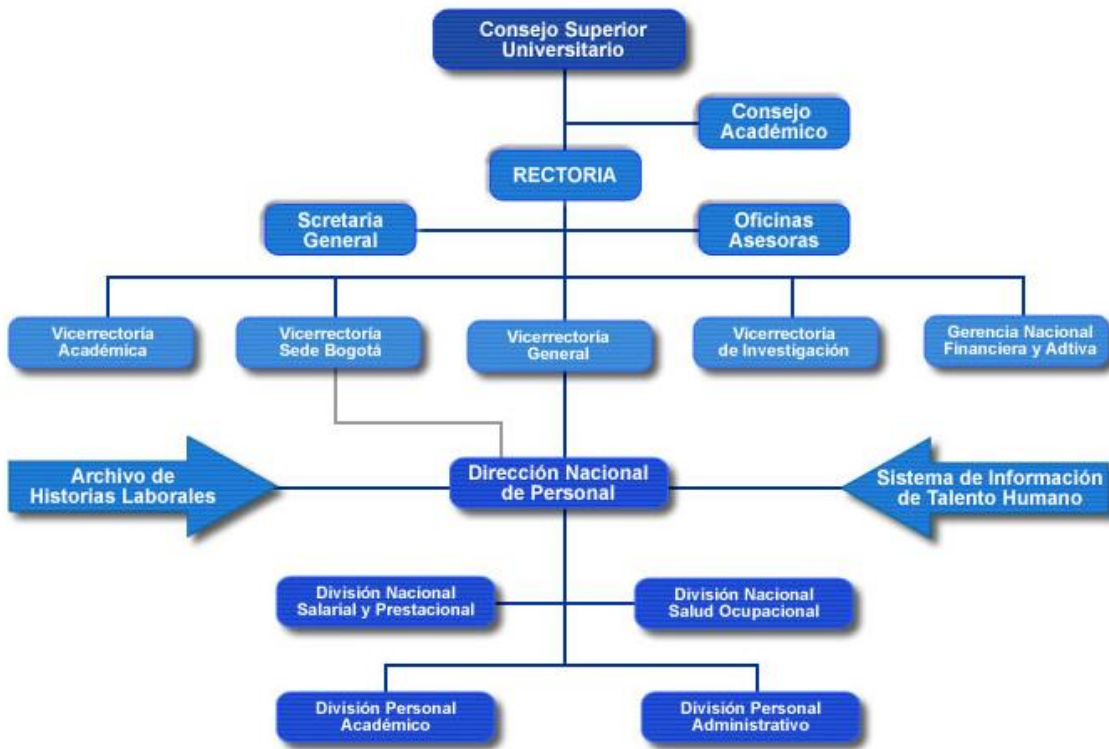 Consejo Superior
Universitario
Consejo
Académico
RECTORIA
Scretaria
General
Oficinas
Asesoras
Vicerrectoría
Académica
Vicerrectoría
Sede Bogotá
Vicerrectoría
General
Vicerrectoria
de Investigación
Gerencia Nacional
Financiera y Adtiva
Archivo de
Historias Laborales
Dirección Nacional
de Personal
Sistema de Información
de Talento Humano
División Nacional
Salarial y Prestacional
División Nacional
Salud Ocupacional
División Personal
Académico
División Personal
Administrativo